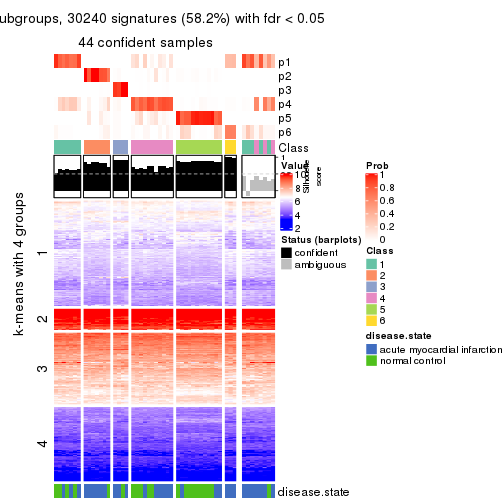 ubgroups, 30240 signatures (58.2%) with fdr < 0.05
44 confident samples
p1
p2
p3
p4
p5
p6
Class
1
Silhouette
score
Value
8
6
4
2
Prob
1
0.8
0.6
0.4
0.2
0
Status (barplots)
confident
ambiguous
Class
1
2
3
4
5
6
disease.state
acute myocardial infarction
normal control
k-means with 4 groups
1
2
3
4
disease.state